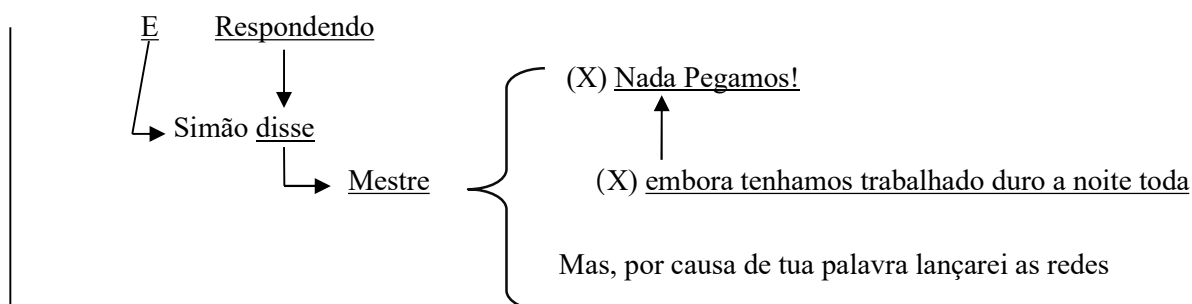 E Respondendo
(X) Nada Pegamos!
Simão disse
Mestre
(X) embora tenhamos trabalhado duro a noite toda
Mas, por causa de tua palavra lançarei as redes